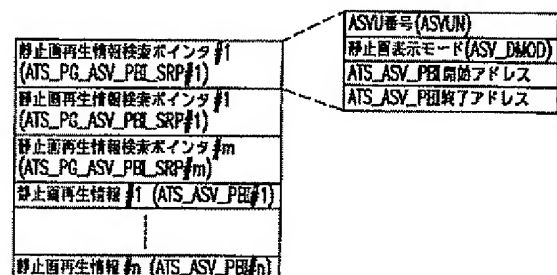 静止画再生情報検索ポインタ#1
(ATS_PG_ASV_PBI_SRP#1)
静止画再生情報検索ポインタ#1
(ATS_PG_ASV_PBI_SRP#1)
静止画再生情報検索ポインタ#m
(ATS_PG_ASV_PBI_SRP#m)
静止画再生情報#1 (ATS_ASV_PBI#1)
静止画再生情報#n (ATS_ASV_PBI#n)
ASVU番号(ASVUN)
静止画表示モード(ASV_DMOD)
ATS_ASV_PBI開始アドレス
ATS_ASV_PBI終了アドレス